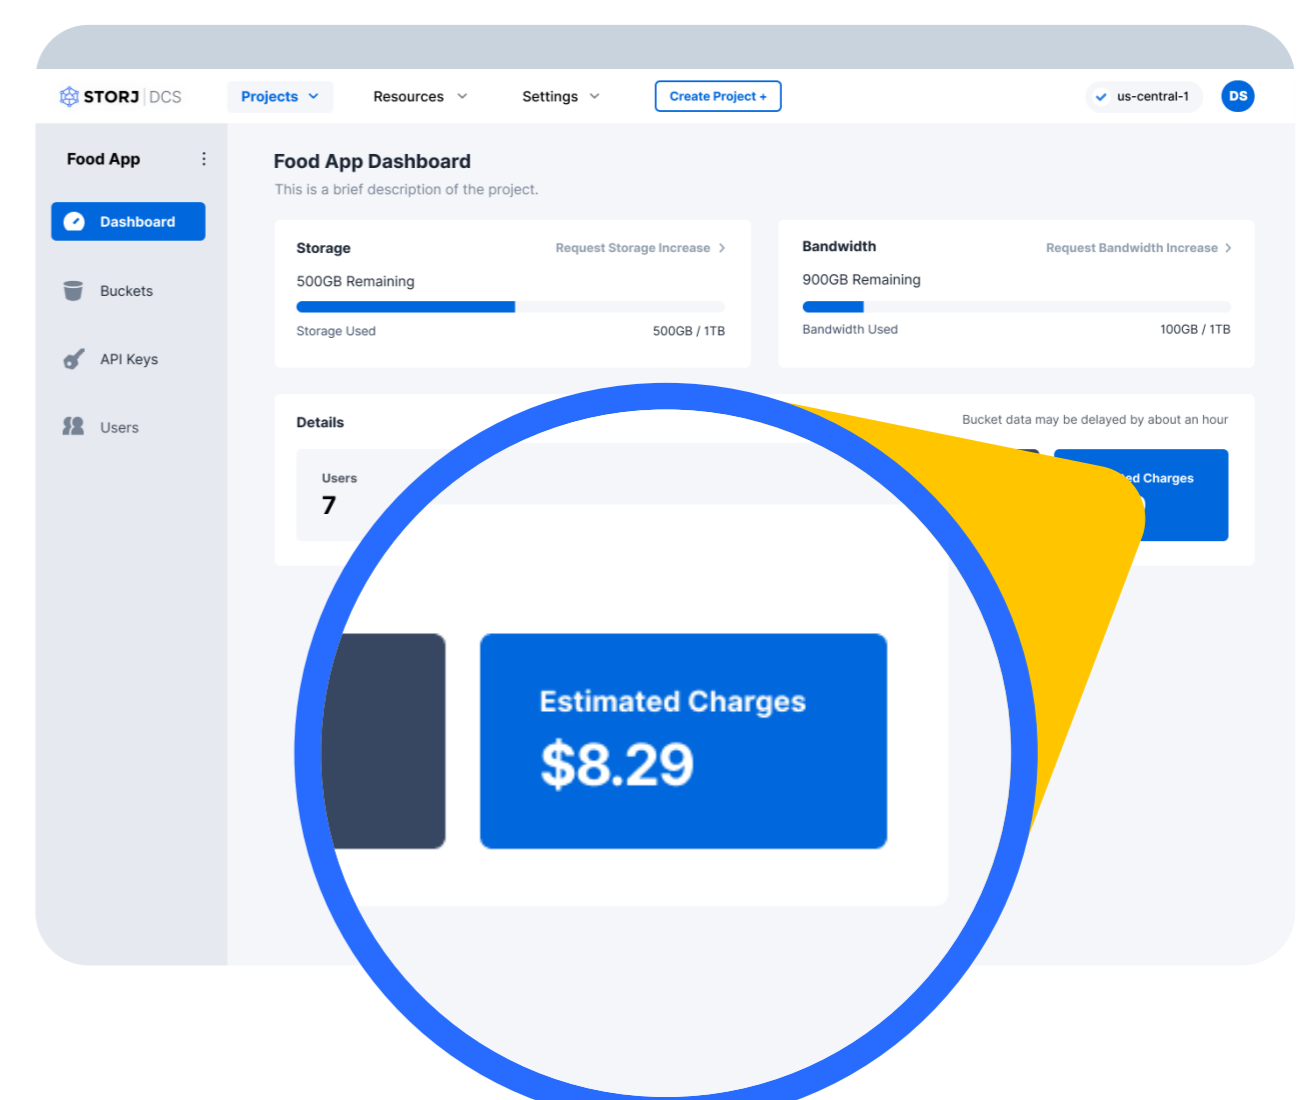 STORJ DCS
Projects
Resources
Settings
Create Project +
us-central-1
DS
Food App
Dashboard
Buckets
API Keys
Users
Food App Dashboard
This is a brief description of the project.
Storage
Request Storage Increase >
500GB Remaining
Storage Used
500GB / 1TB
Bandwidth
Request Bandwidth Increase >
900GB Remaining
Bandwidth Used
100GB / 1TB
Details
Bucket data may be delayed by about an hour
Users
7
Charges
Estimated Charges
$8.29